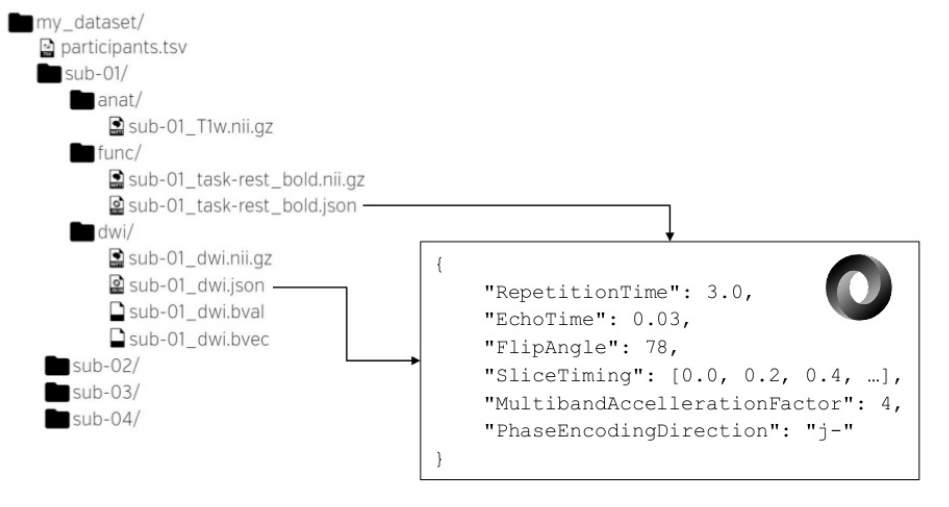 my_dataset/
participants.tsv
sub-01/
anat/
sub-01_T1w.nii.gz
func/
sub-01_task-rest_bold.nii.gz
sub-01_task-rest_bold.json
dwi/
sub-01_dwi.nii.gz
sub-01_dwi.json
sub-01_dwi.bval
sub-01_dwi.bvec
sub-02/
sub-03/
sub-04/
{
"RepetitionTime": 3.0,
"EchoTime": 0.03,
"FlipAngle": 78,
"SliceTiming": [0.0, 0.2, 0.4, …],
"MultibandAccellerationFactor": 4,
"PhaseEncodingDirection": "j-"
}